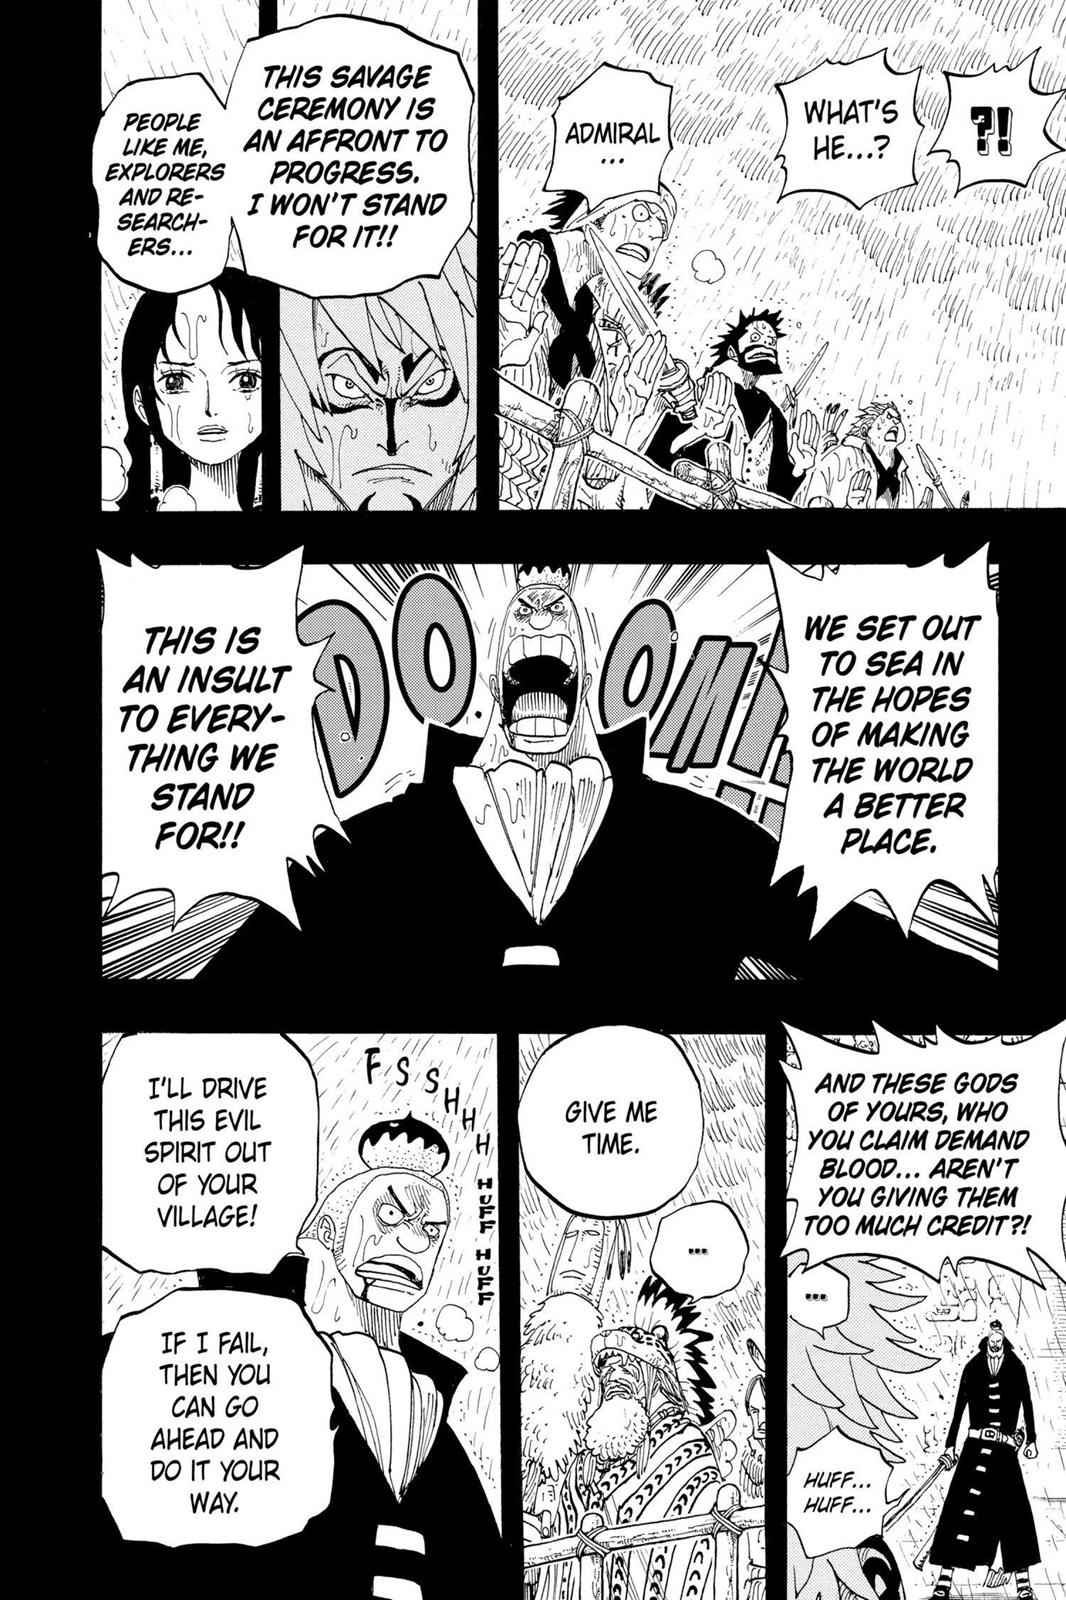 ?!
WHAT'S
HE...?
ADMIRAL
...
THIS SAVAGE
CEREMONY IS
AN AFFRONT TO
PROGRESS.
I WON'T STAND
FOR IT!!
PEOPLE
LIKE ME,
EXPLORERS
AND RE-
SEARCH-
ERS...
WE SET OUT
TO SEA IN
THE HOPES
OF MAKING
THE WORLD
A BETTER
PLACE.
DOOM
THIS IS
AN INSULT
TO EVERY-
THING WE
STAND
FOR!!
AND THESE GODS
OF YOURS, WHO
YOU CLAIM DEMAND
BLOOD... AREN'T
YOU GIVING THEM
TOO MUCH CREDIT?!
...
HUFF...
HUFF...
GIVE ME
TIME.
...
FSSHHH
HUFF HUFF
I'LL DRIVE
THIS EVIL
SPIRIT OUT
OF YOUR
VILLAGE!
IF I FAIL,
THEN YOU
CAN GO
AHEAD AND
DO IT YOUR
WAY.